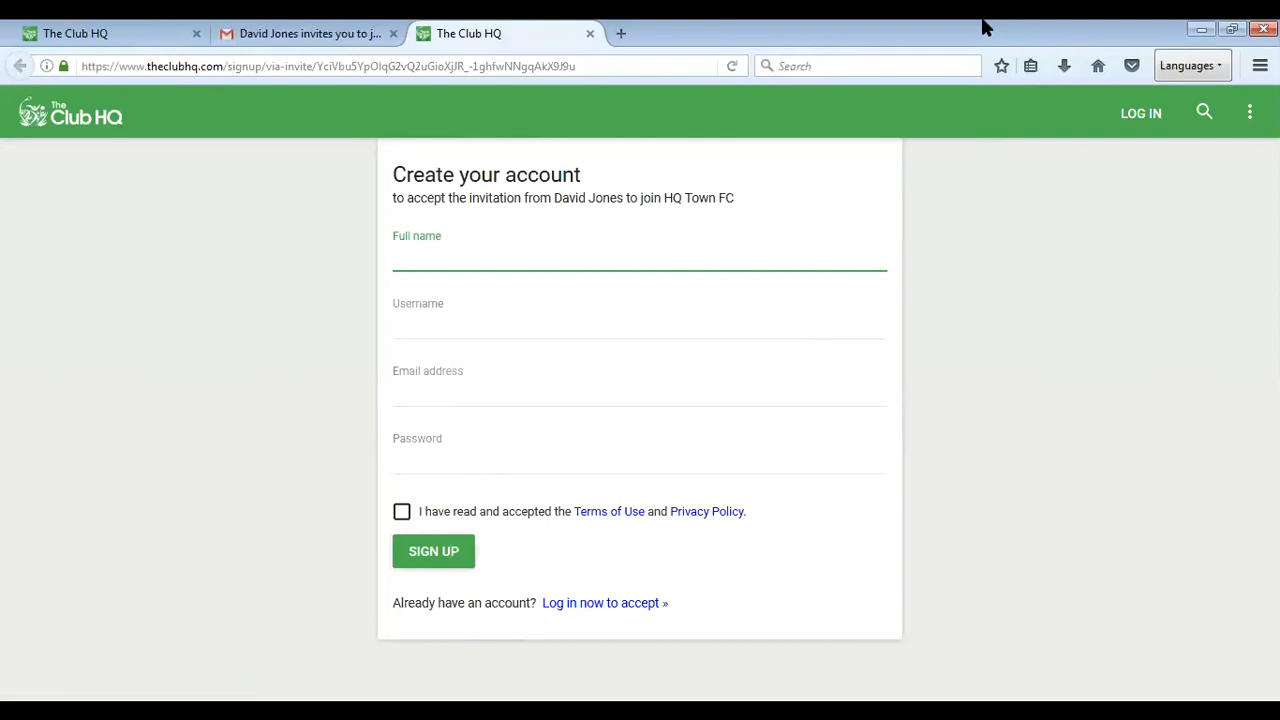 The Club HQ
David Jones invites you to j...
The Club HQ
https://www.theclubhq.com/signup/via-invite/
Search
Languages
The Club HQ
LOG IN
Create your account
to accept the invitation from David Jones to join HQ Town FC
Full name
Username
Email address
Password
I have read and accepted the Terms of Use and Privacy Policy.
SIGN UP
Already have an account? Log in now to accept »